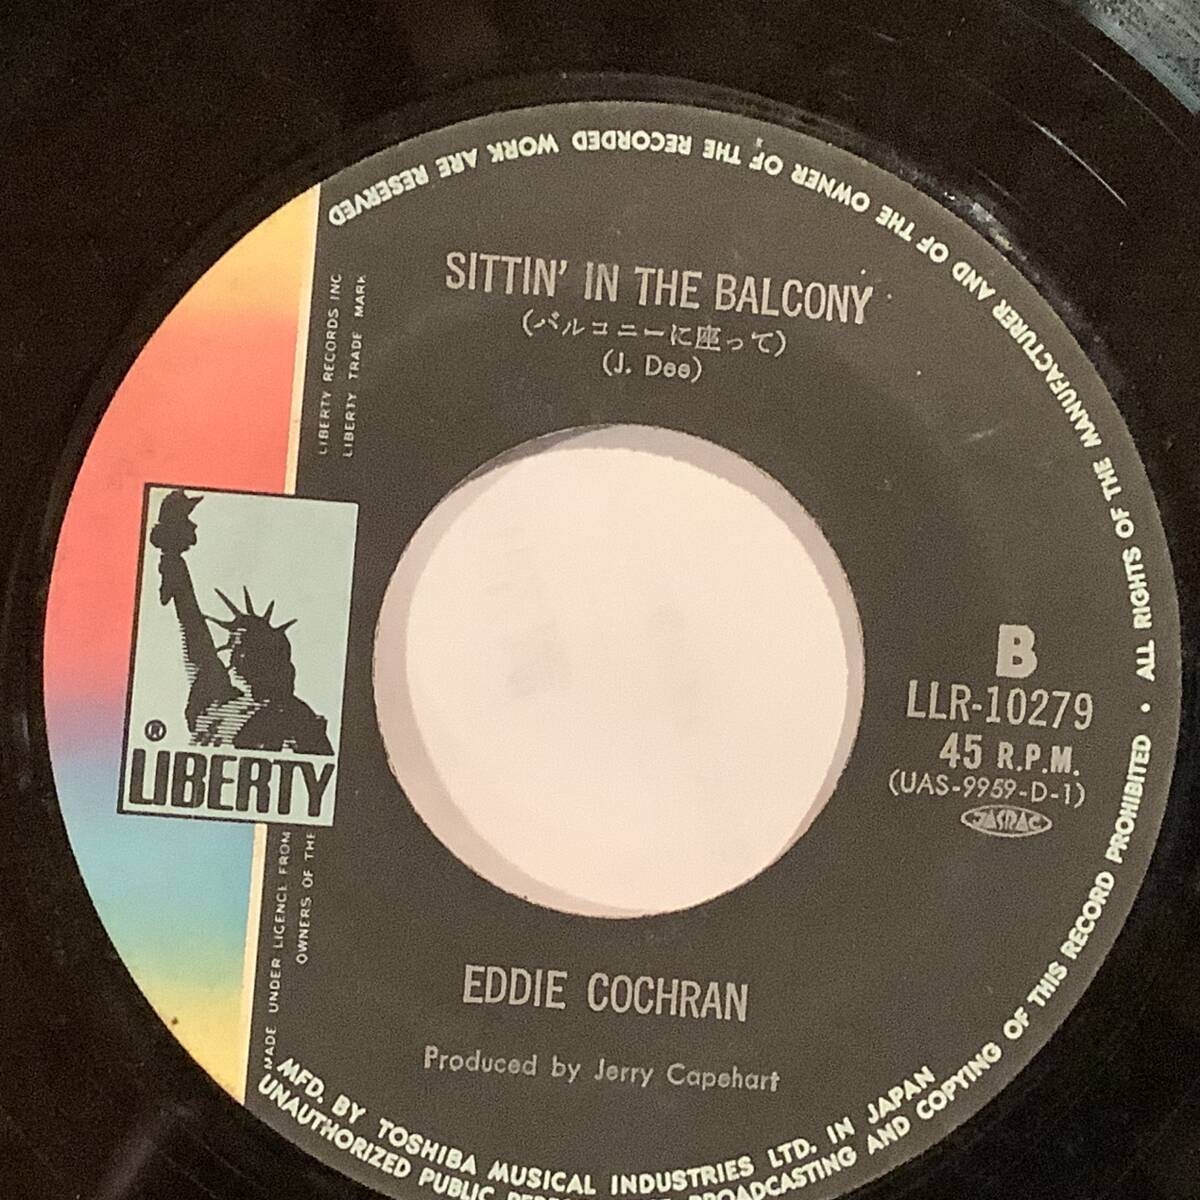 SITTIN' IN THE BALCONY
(バルコニーに座って)
(J. Dee)
LIBERTY RECORDS INC
LIBERTY TRADE MARK
®
LIBERTY
MADE UNDER LICENCE FROM
OWNERS OF THE
B
LLR-10279
45 R.P.M.
(UAS-9959-D-1)
JASRAC
EDDIE COCHRAN
Produced by Jerry Capehart
MFD. BY TOSHIBA MUSICAL INDUSTRIES LTD. IN JAPAN
ALL RIGHTS OF THE MANUFACTURER AND OF THE OWNER OF THE RECORDED WORK ARE RESERVED
UNAUTHORIZED PUBLIC BROADCASTING AND COPYING OF THIS RECORD PROHIBITED •